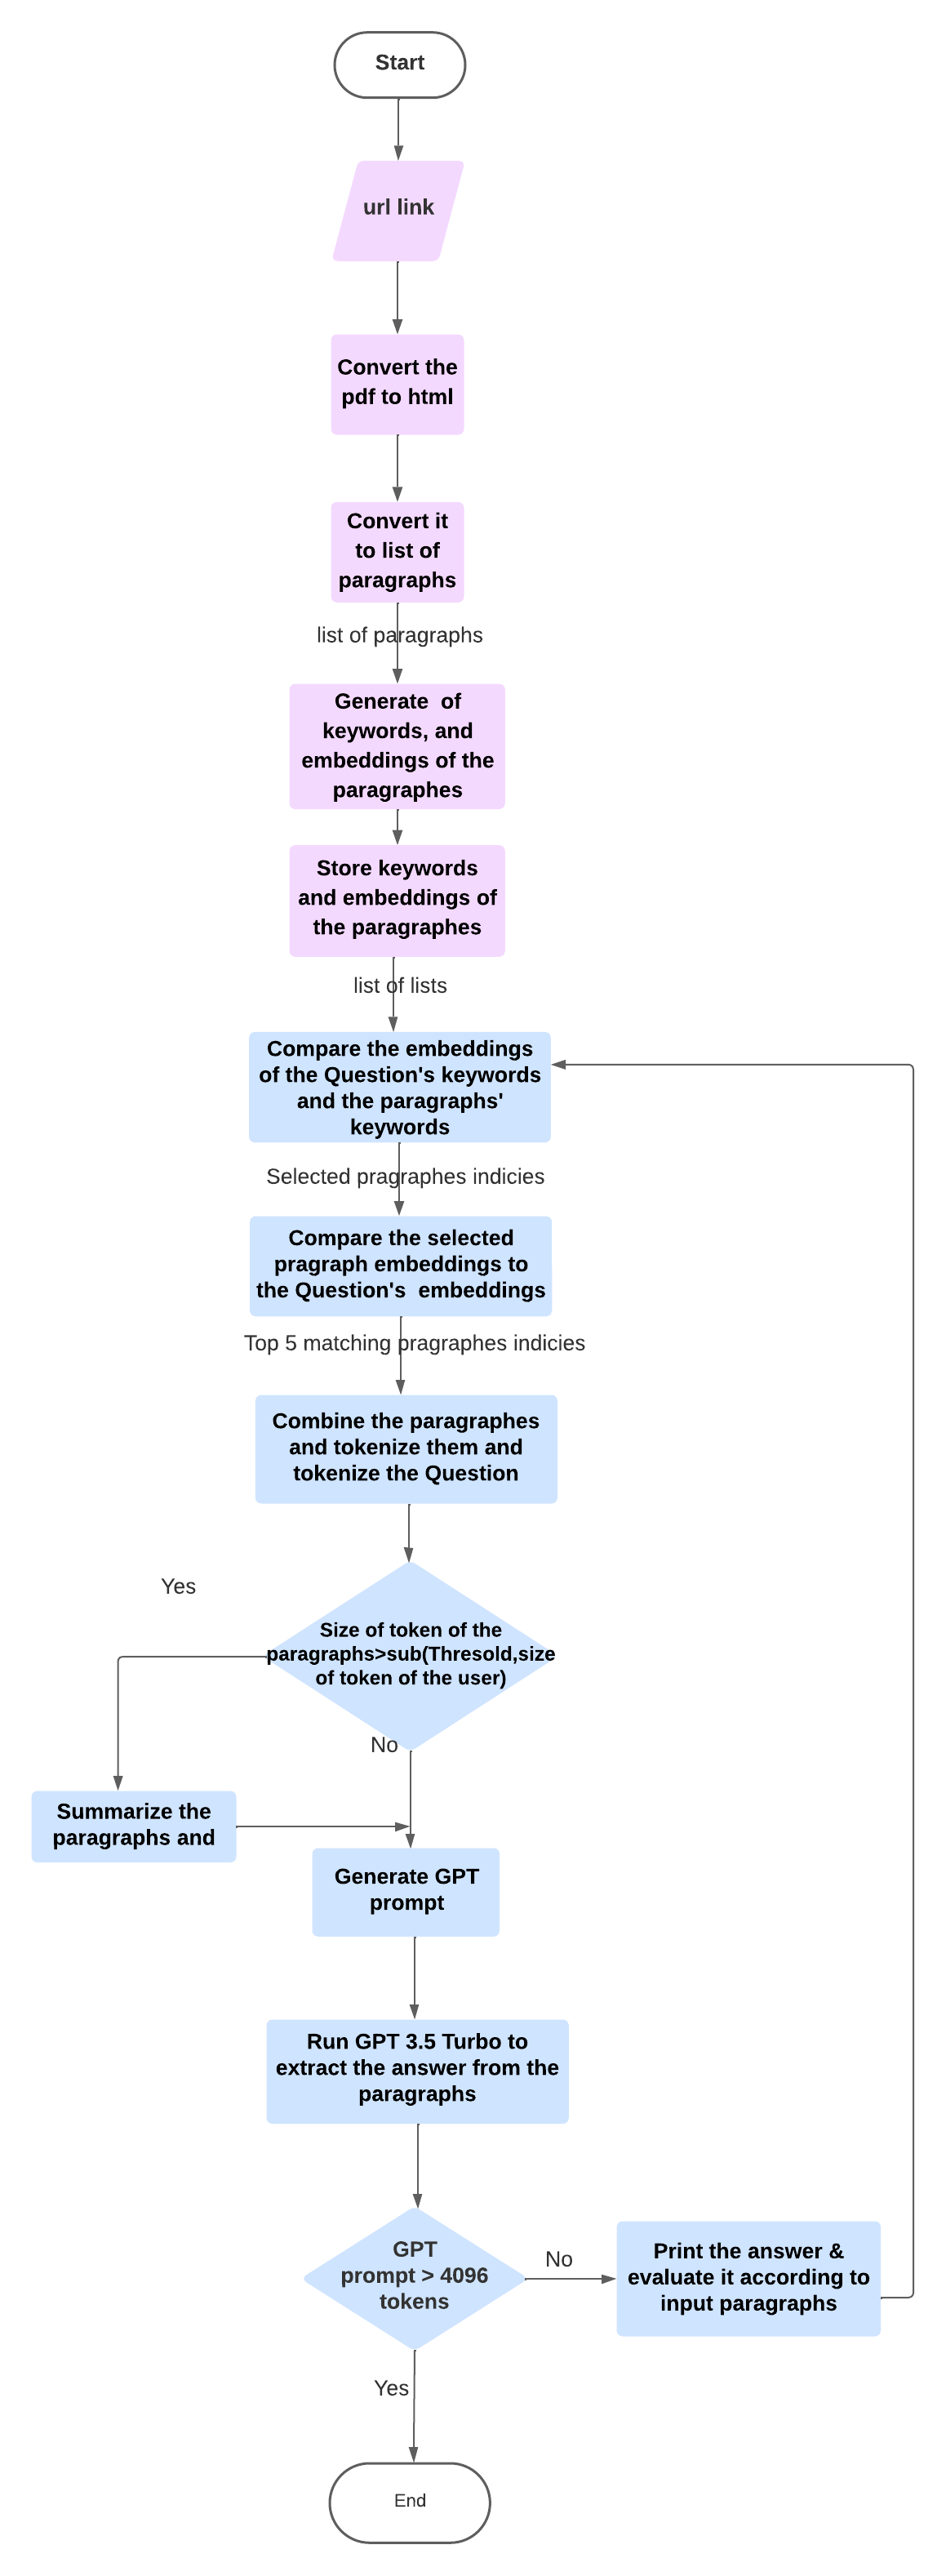 Start
url link
Convert the
pdf to html
Convert it
to list of
paragraphs
list of paragraphs
Generate  of
keywords, and
embeddings of the
paragraphes
Store keywords
and embeddings of
the paragraphes
list of lists
Compare the embeddings
of the Question's keywords
and the paragraphs'
keywords
Selected pragraphes indicies
Compare the selected
pragraph embeddings to
the Question's  embeddings
Top 5 matching pragraphes indicies
Combine the paragraphes
and tokenize them and
tokenize the Question
Yes
Size of token of the
paragraphs>sub(Thresold,size
of token of the user)
No
Summarize the
paragraphs and
Generate GPT
prompt
Run GPT 3.5 Turbo to
extract the answer from the
paragraphs
GPT
prompt > 4096
tokens
No
Print the answer &
evaluate it according to
input paragraphs
Yes
End